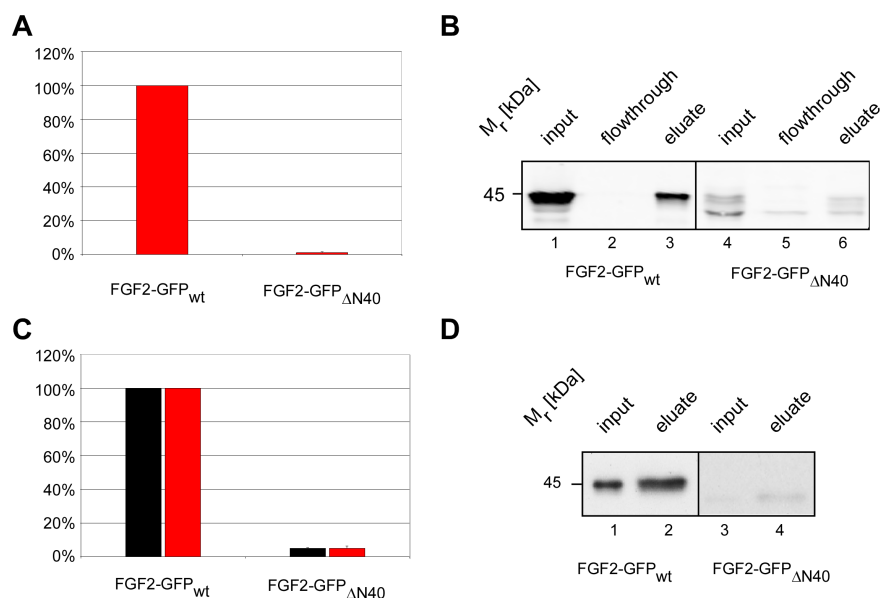 A
120%
100%
80%
60%
40%
20%
0%
FGF2-GFPwt
FGF2-GFPΔN40
B
Mr [kDa]
input
flowthrough
eluate
input
flowthrough
eluate
45
1 2 3 4 5 6
FGF2-GFPwt
FGF2-GFPΔN40
C
120%
100%
80%
60%
40%
20%
0%
FGF2-GFPwt
FGF2-GFPΔN40
D
Mr [kDa]
input
eluate
input
eluate
45
1 2 3 4
FGF2-GFPwt
FGF2-GFPΔN40